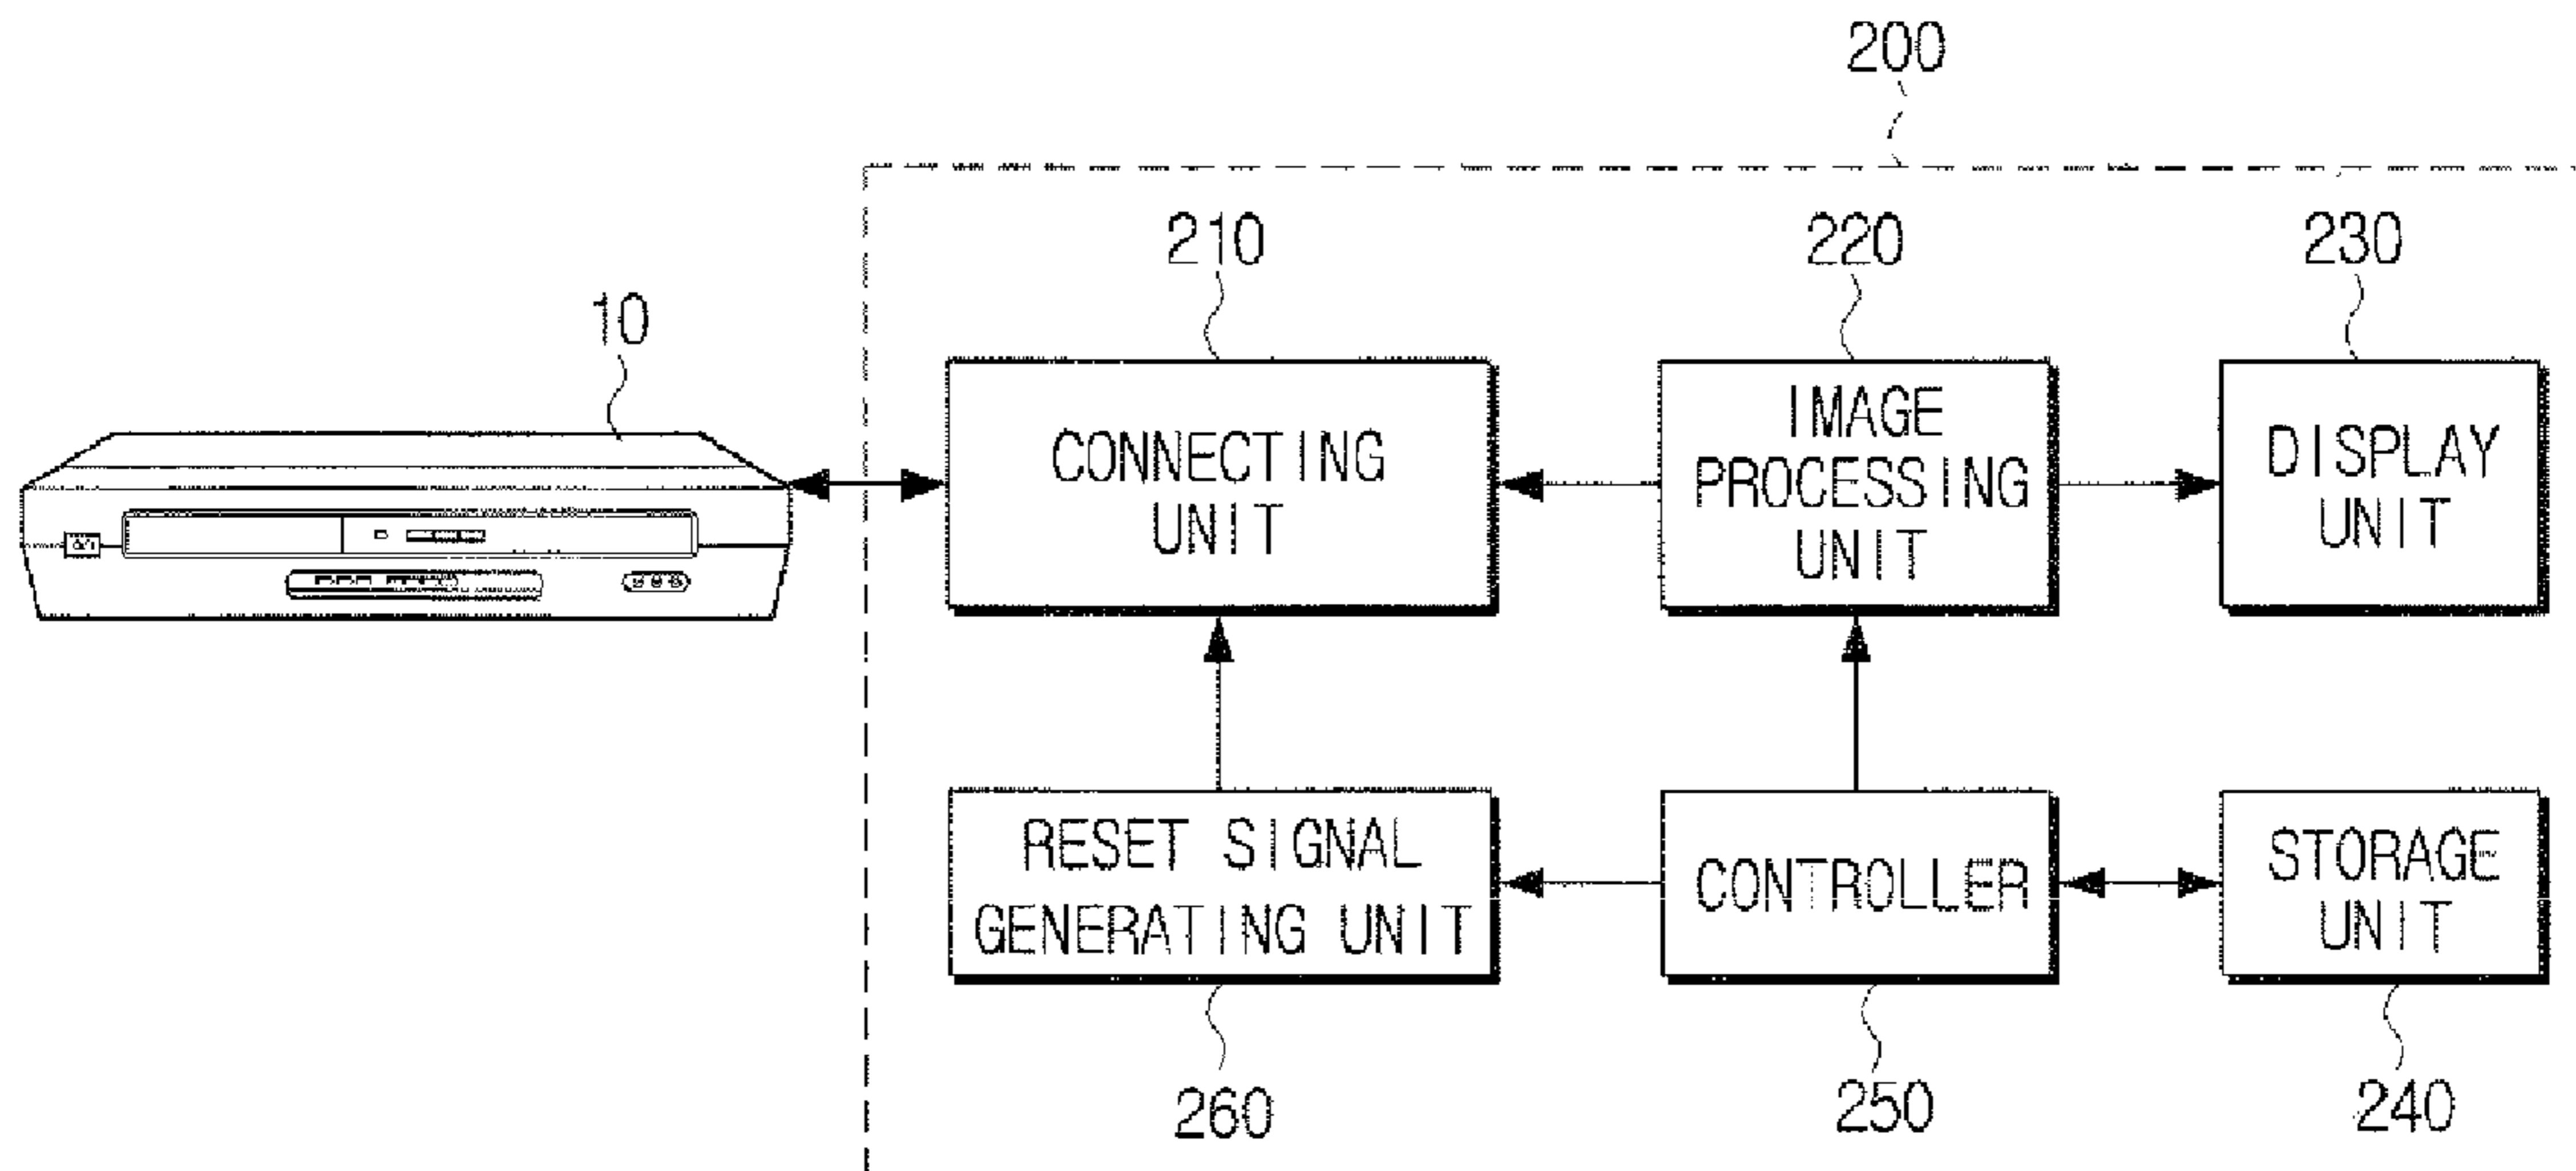 200
210
220
230
10
CONNECTING
UNIT
IMAGE
PROCESSING
UNIT
DISPLAY
UNIT
RESET SIGNAL
GENERATING UNIT
CONTROLLER
STORAGE
UNIT
260
250
240